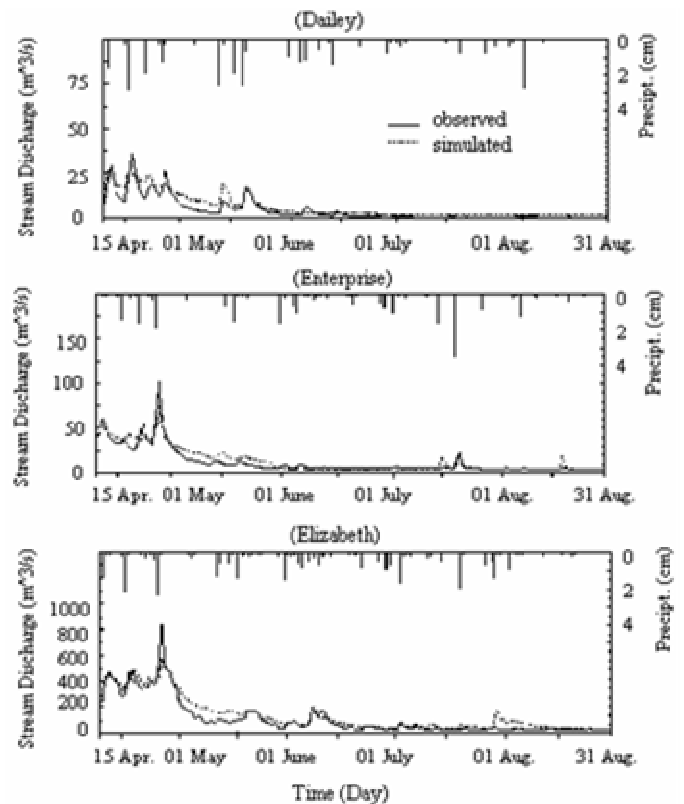 (Dailey)
Stream Discharge (m^3/s)
75
50
25
0
0
2
4
Precipt. (cm)
observed
simulated
15 Apr. 01 May 01 June 01 July 01 Aug. 31 Aug.
(Enterprise)
Stream Discharge (m^3/s)
150
100
50
0
0
2
4
Precipt. (cm)
15 Apr. 01 May 01 June 01 July 01 Aug. 31 Aug.
(Elizabeth)
Stream Discharge (m^3/s)
1000
800
600
400
200
0
0
2
4
Precipt. (cm)
15 Apr. 01 May 01 June 01 July 01 Aug. 31 Aug.
Time (Day)